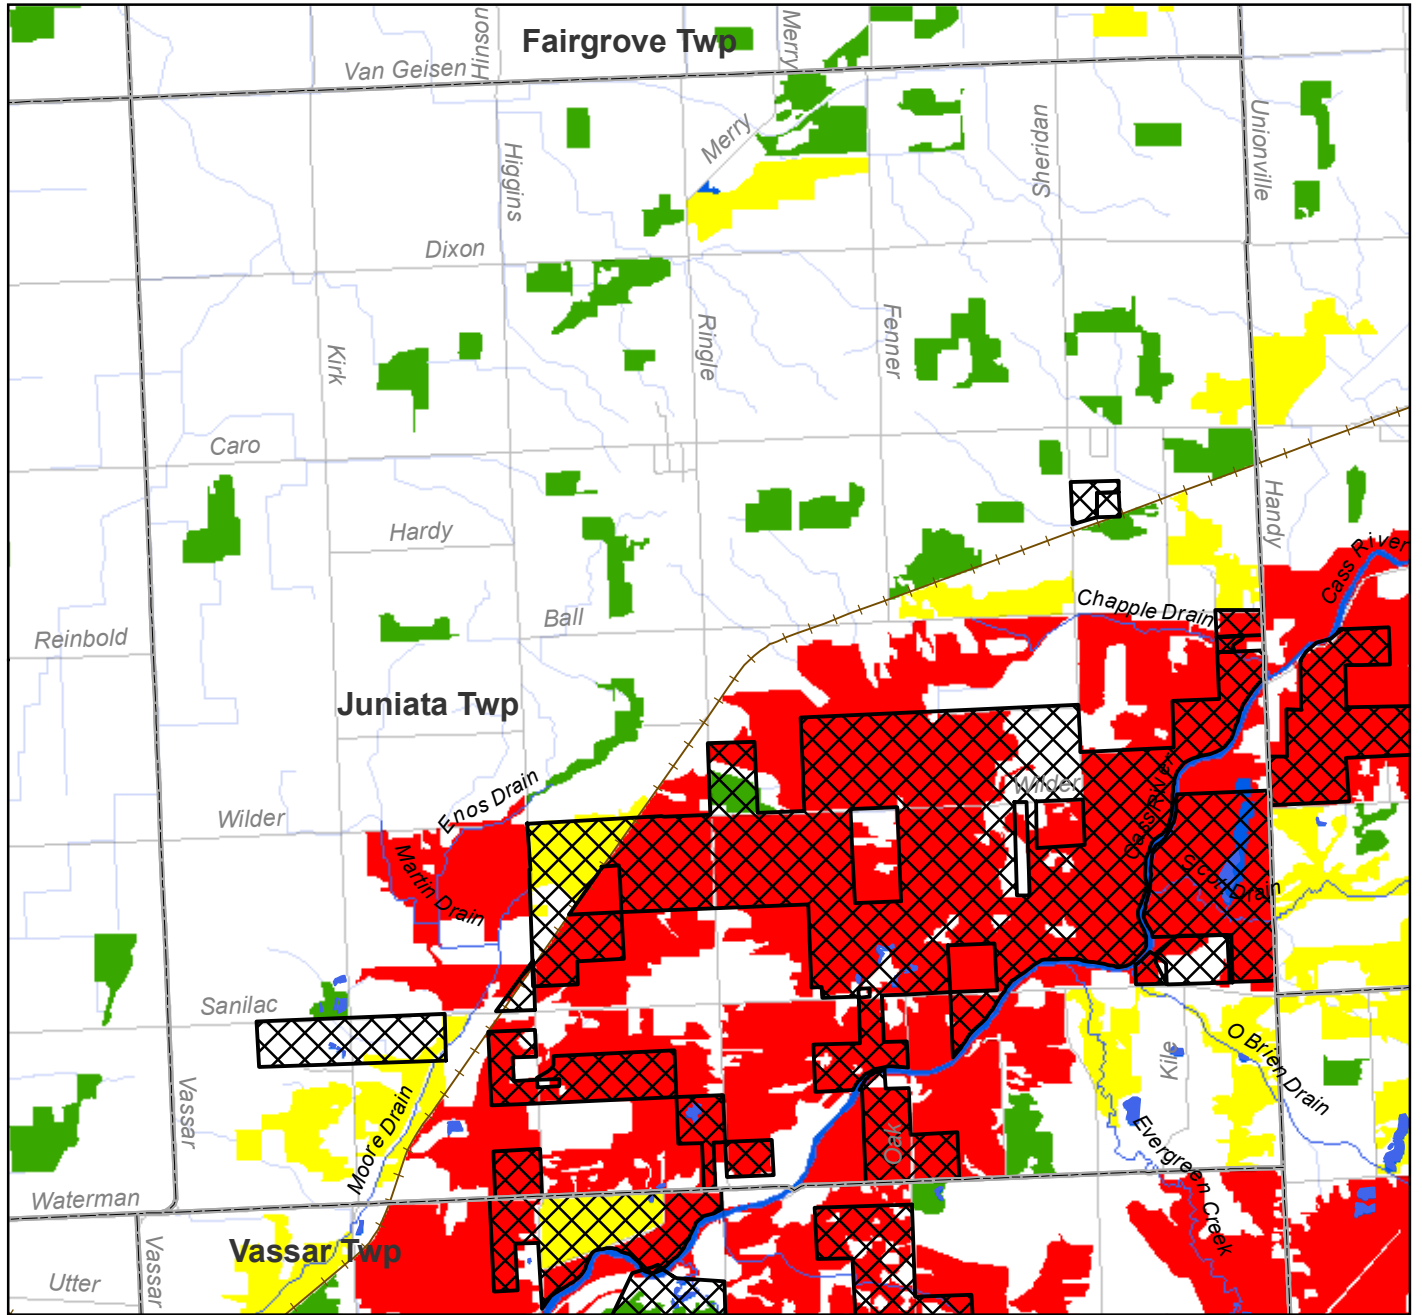 Hinson
Merry
Fairgrove Twp
Van Geisen
Merry
Higgins
Sheridan
Unionville
Dixon
Kirk
Ringle
Fenner
Caro
Hardy
Handy
Cass River
Ball
Chapple Drain
Reinbold
Juniata Twp
Enos Drain
Wilder
Wilder
Cass River
Martin Drain
Scott Drain
Sanilac
Vassar
Moore Drain
O Brien Drain
Kile
Oak
Evergreen Creek
Waterman
Vassar
Vassar Twp
Utter